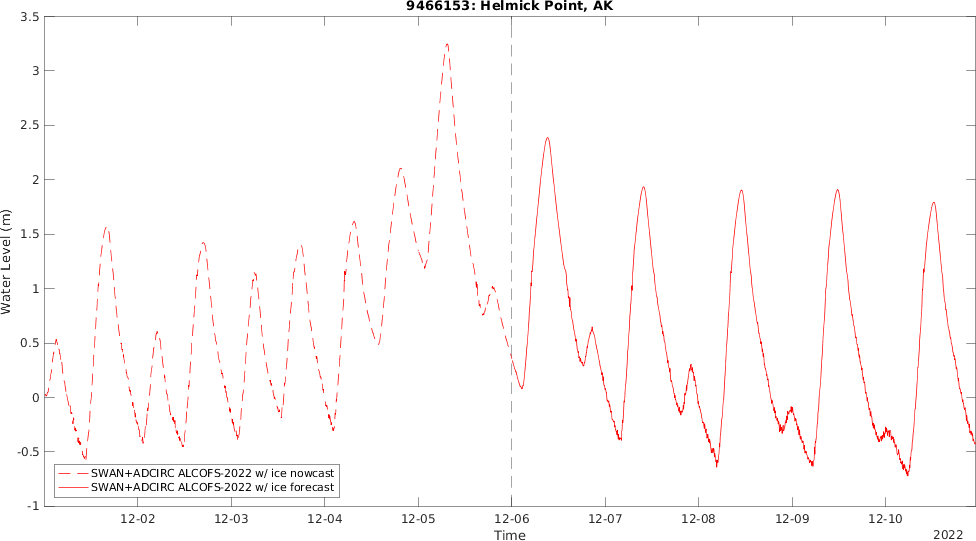 9466153: Helmick Point, AK
3.5
3
2.5
2
1.5
1
0.5
0
-0.5
-1
Water Level (m)
SWAN+ADCIRC ALCOFS-2022 w/ ice nowcast
SWAN+ADCIRC ALCOFS-2022 w/ ice forecast
12-02 12-03 12-04 12-05 12-06 12-07 12-08 12-09 12-10
Time
2022